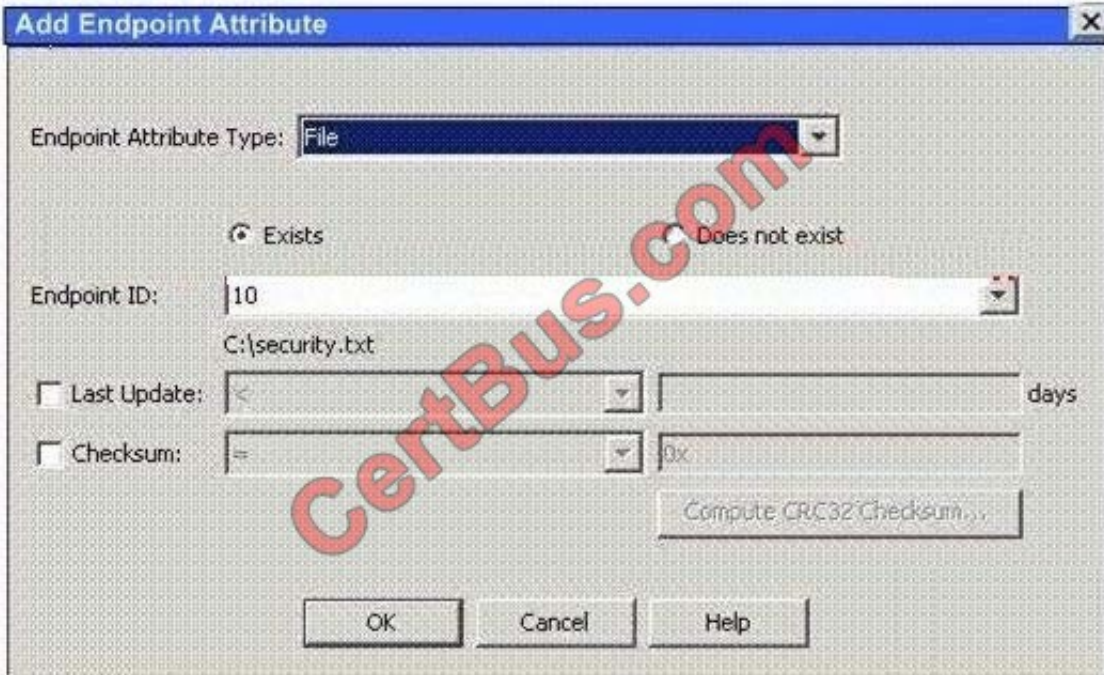 Add Endpoint Attribute
Endpoint Attribute Type: File
Exists Does not exist
Endpoint ID: 10
C:\security.txt
Last Update: < days
Checksum: = 0x
Compute CRC32 Checksum...
OK Cancel Help
CertBus.com